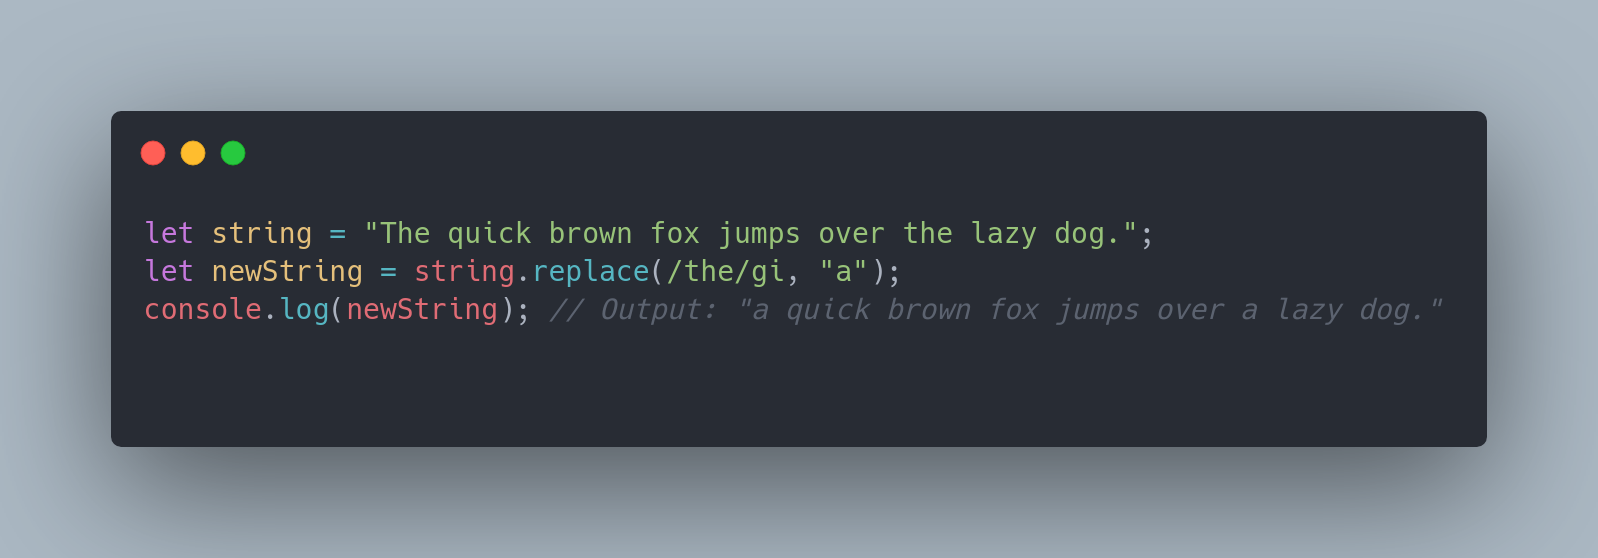 let string = "The quick brown fox jumps over the lazy dog.";
let newString = string.replace(/the/gi, "a");
console.log(newString); // Output: "a quick brown fox jumps over a lazy dog."